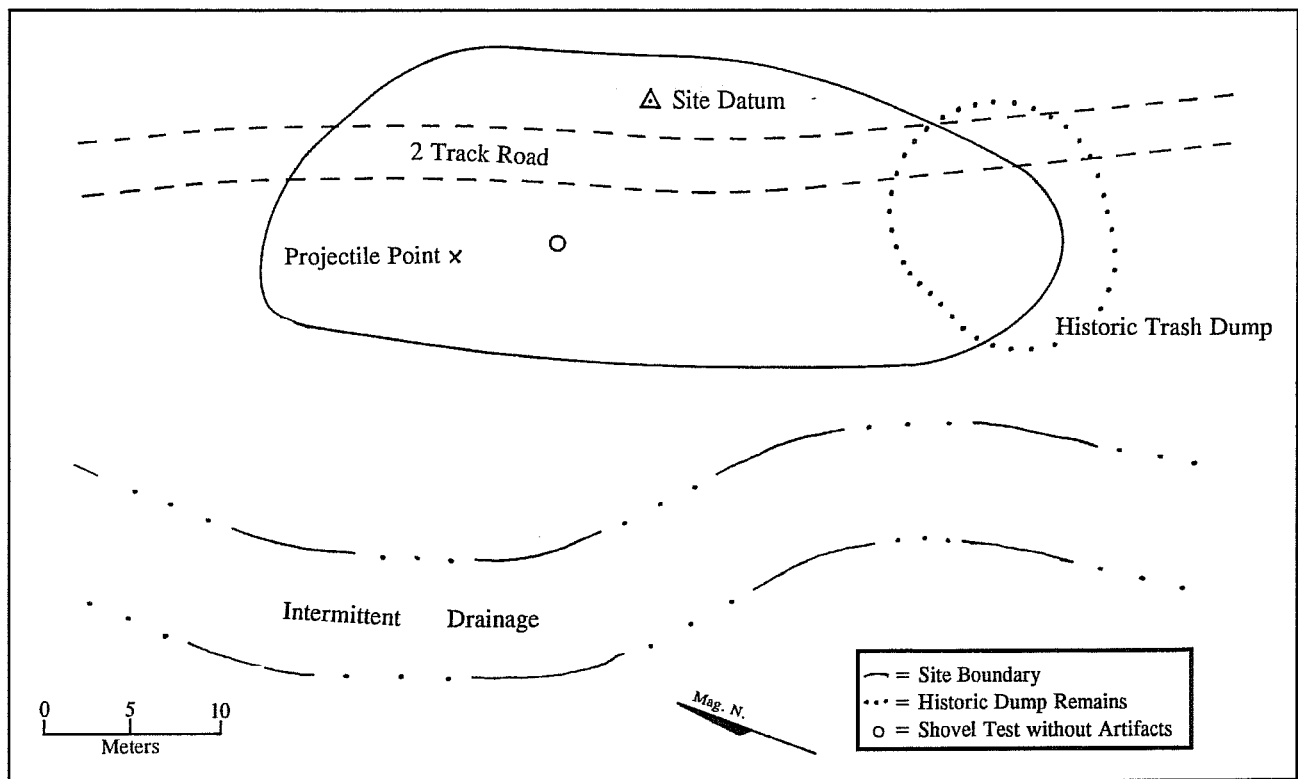 Site Datum
2 Track Road
Projectile Point
Historic Trash Dump
Intermittent Drainage
0 5 10
Meters
Mag. N.
= Site Boundary
= Historic Dump Remains
= Shovel Test without Artifacts